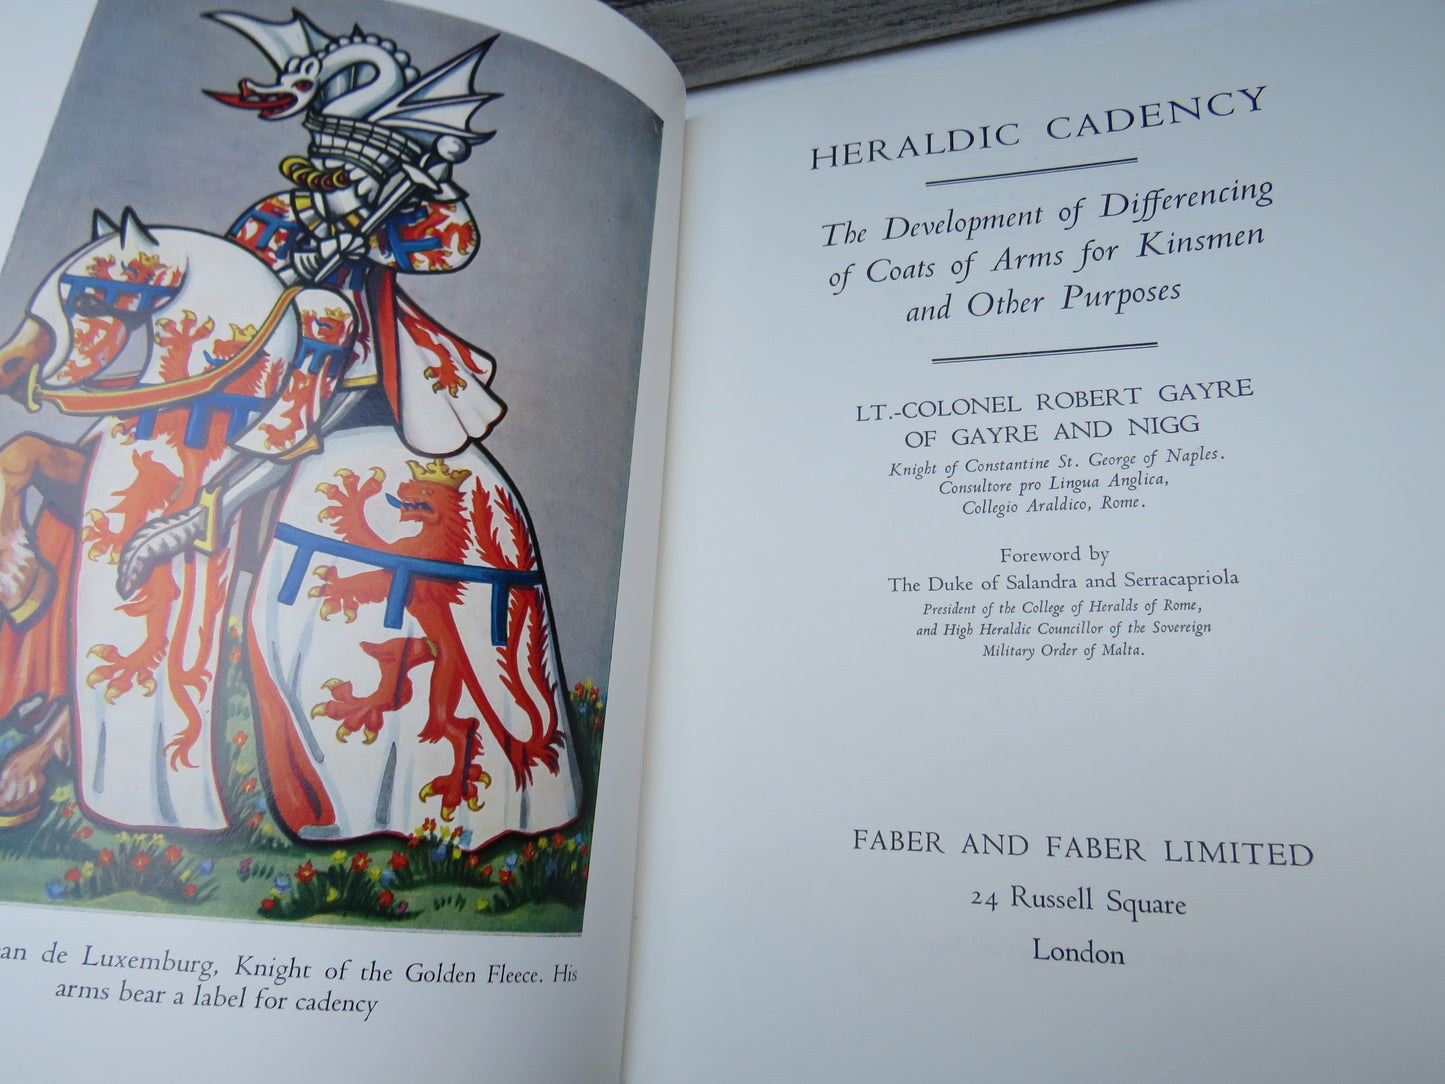 an de Luxemburg, Knight of the Golden Fleece. His
arms bear a label for cadency
HERALDIC CADENCY
The Development of Differencing
of Coats of Arms for Kinsmen
and Other Purposes
LT.-COLONEL ROBERT GAYRE
OF GAYRE AND NIGG
Knight of Constantine St. George of Naples.
Consultore pro Lingua Anglica,
Collegio Araldico, Rome.
Foreword by
The Duke of Salandra and Serracapriola
President of the College of Heralds of Rome,
and High Heraldic Councillor of the Sovereign
Military Order of Malta.
FABER AND FABER LIMITED
24 Russell Square
London